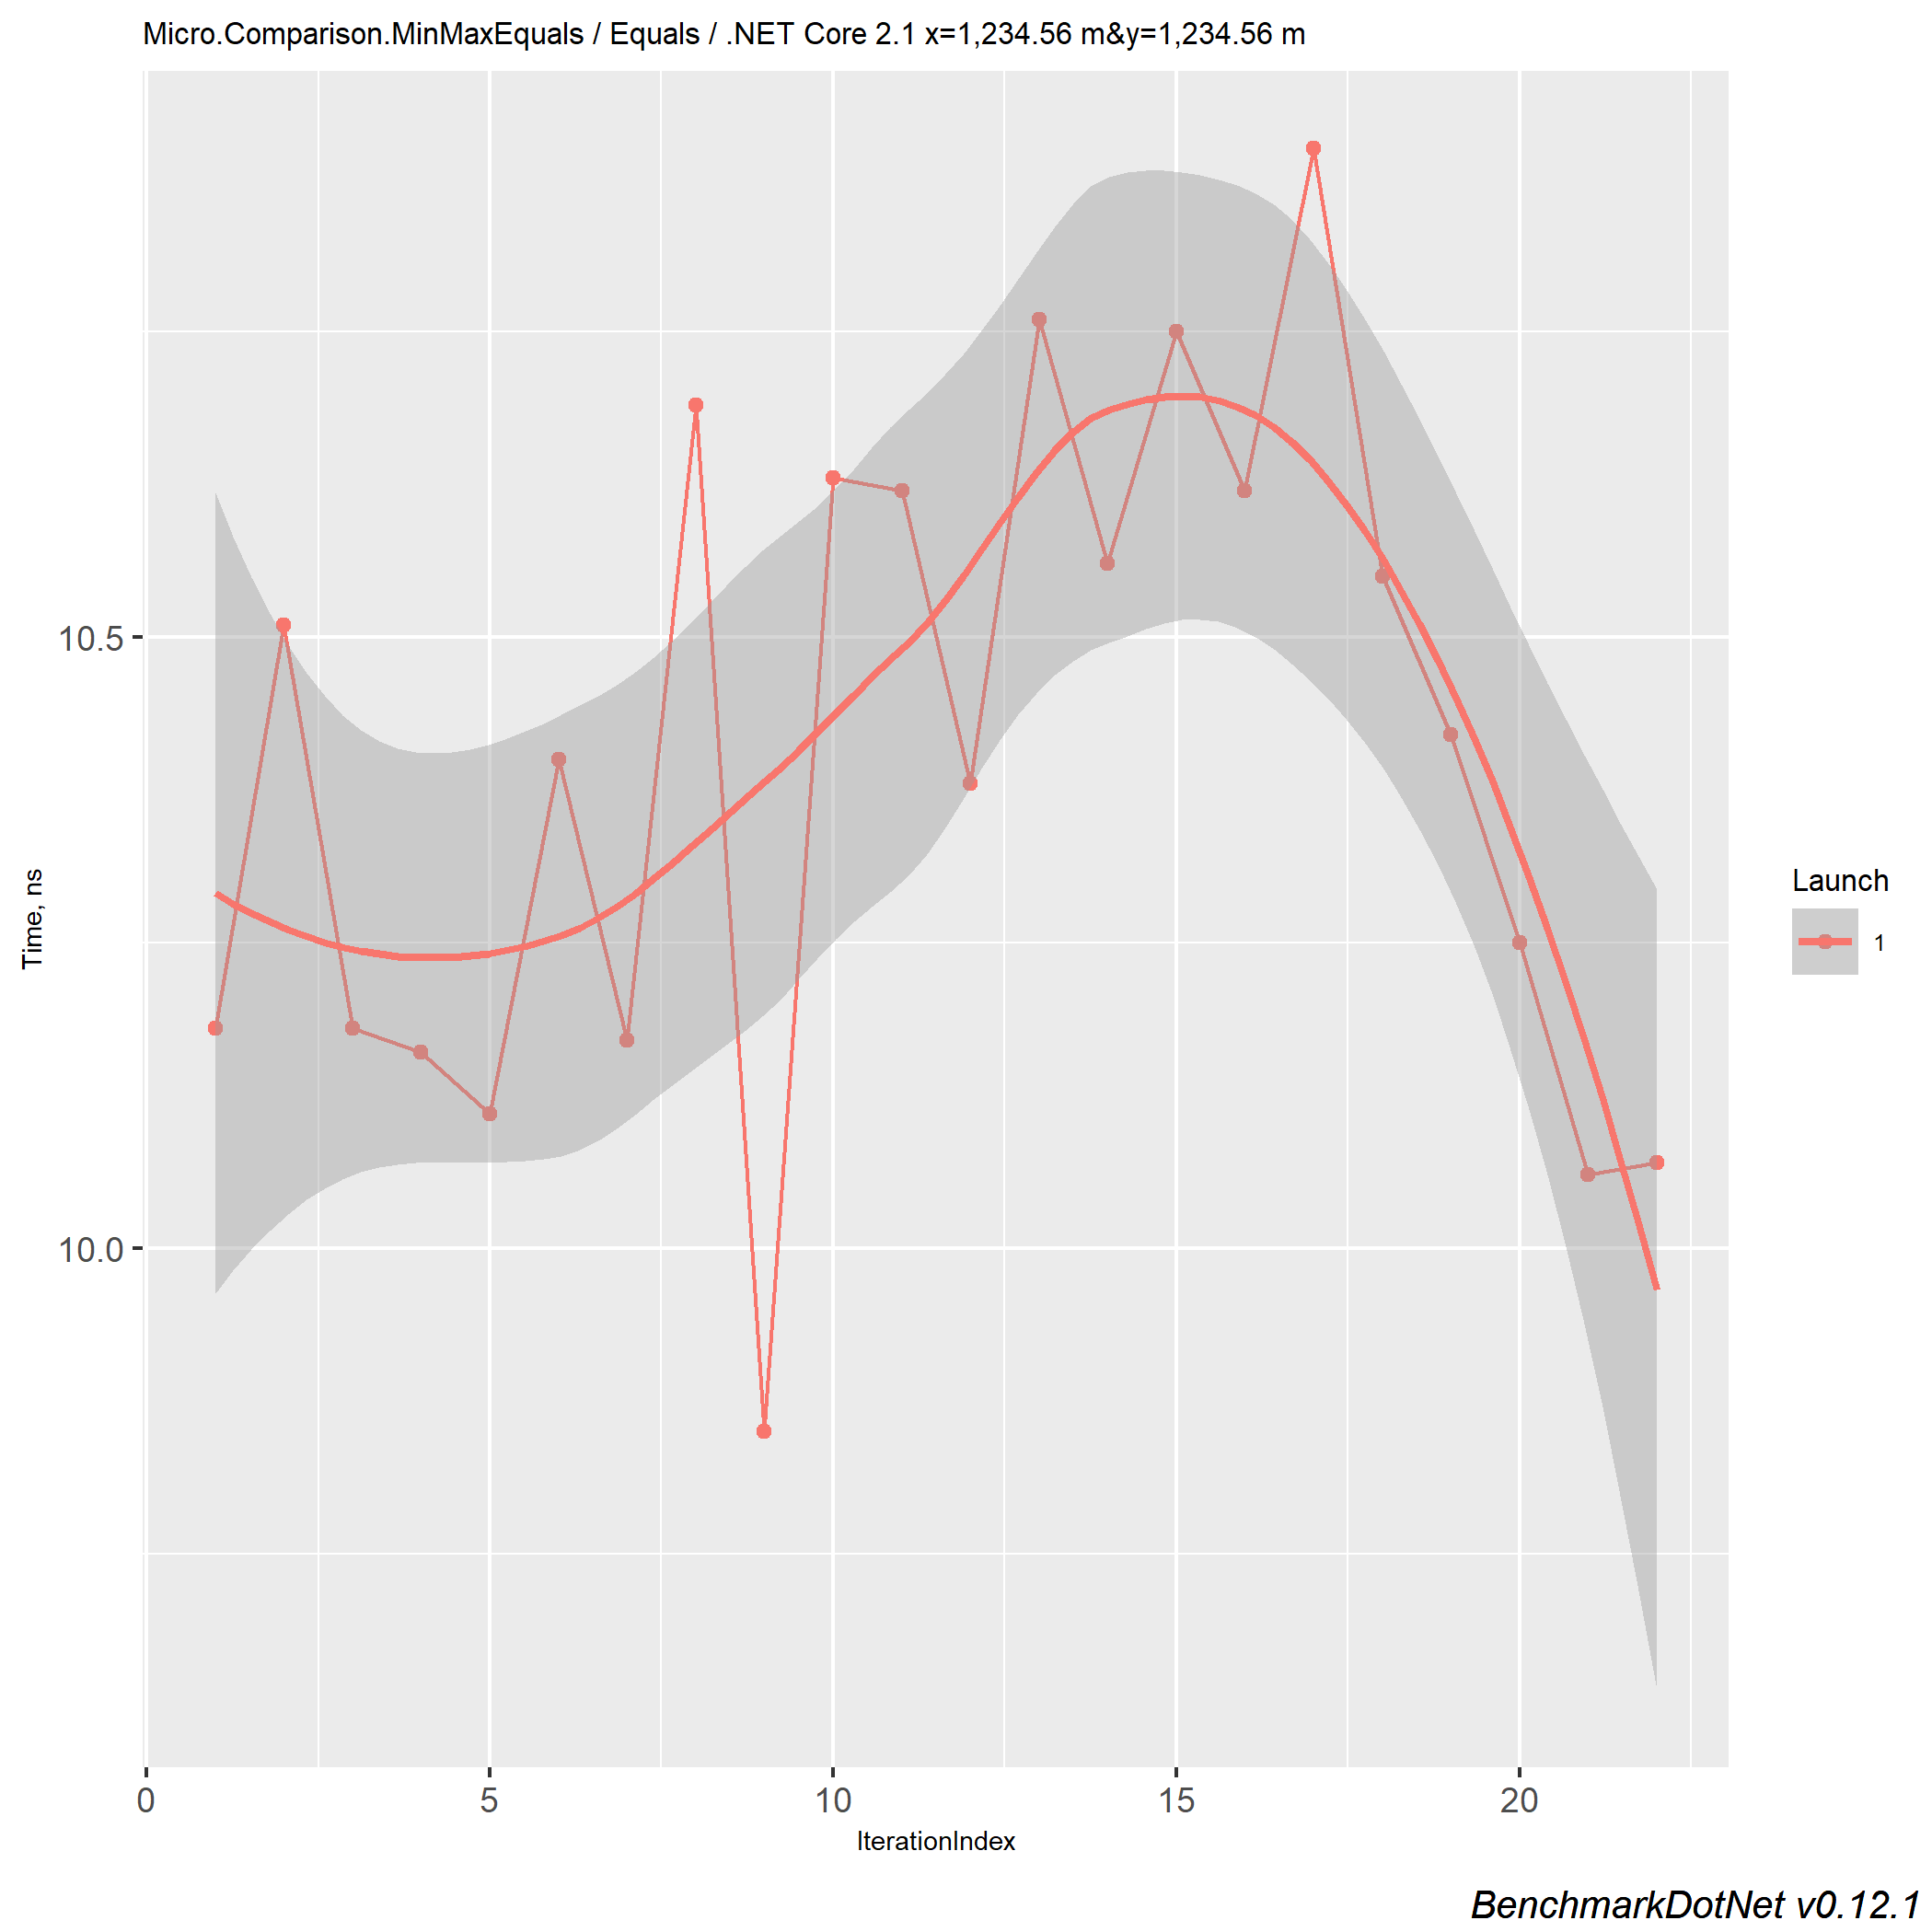 Micro.Comparison.MinMaxEquals / Equals / .NET Core 2.1 x=1,234.56 m&y=1,234.56 m
10.5
10.0
Time, ns
0 5 10 15 20
IterationIndex
Launch
1
BenchmarkDotNet v0.12.1